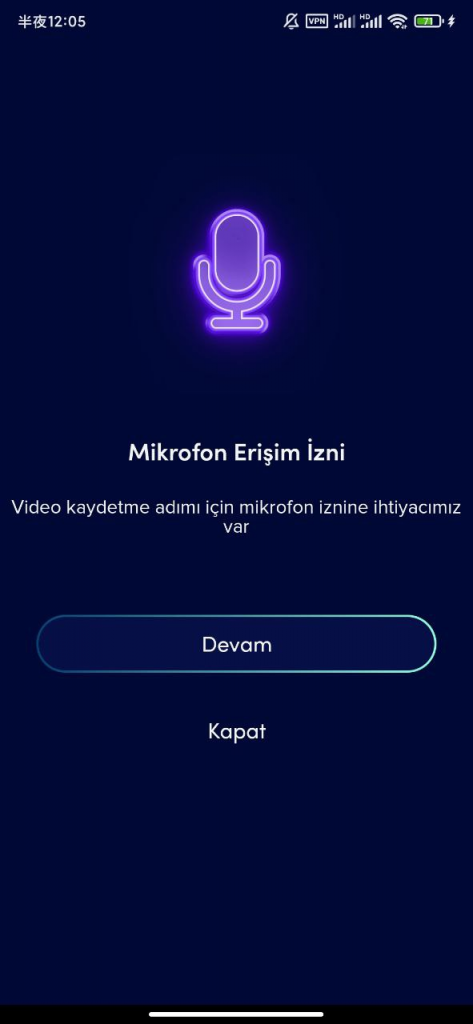 半夜12:05 VPN HD HD 71
Mikrofon Erişim İzni
Video kaydetme adımı için mikrofon iznine ihtiyacımız
var
Devam
Kapat